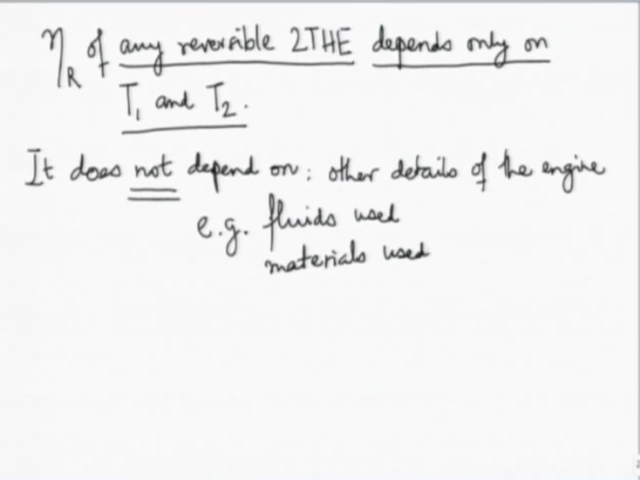 η_R of any reversible 2THE depends only on
T₁ and T₂.
It does not depend on: other details of the engine
e.g. fluids used
materials used